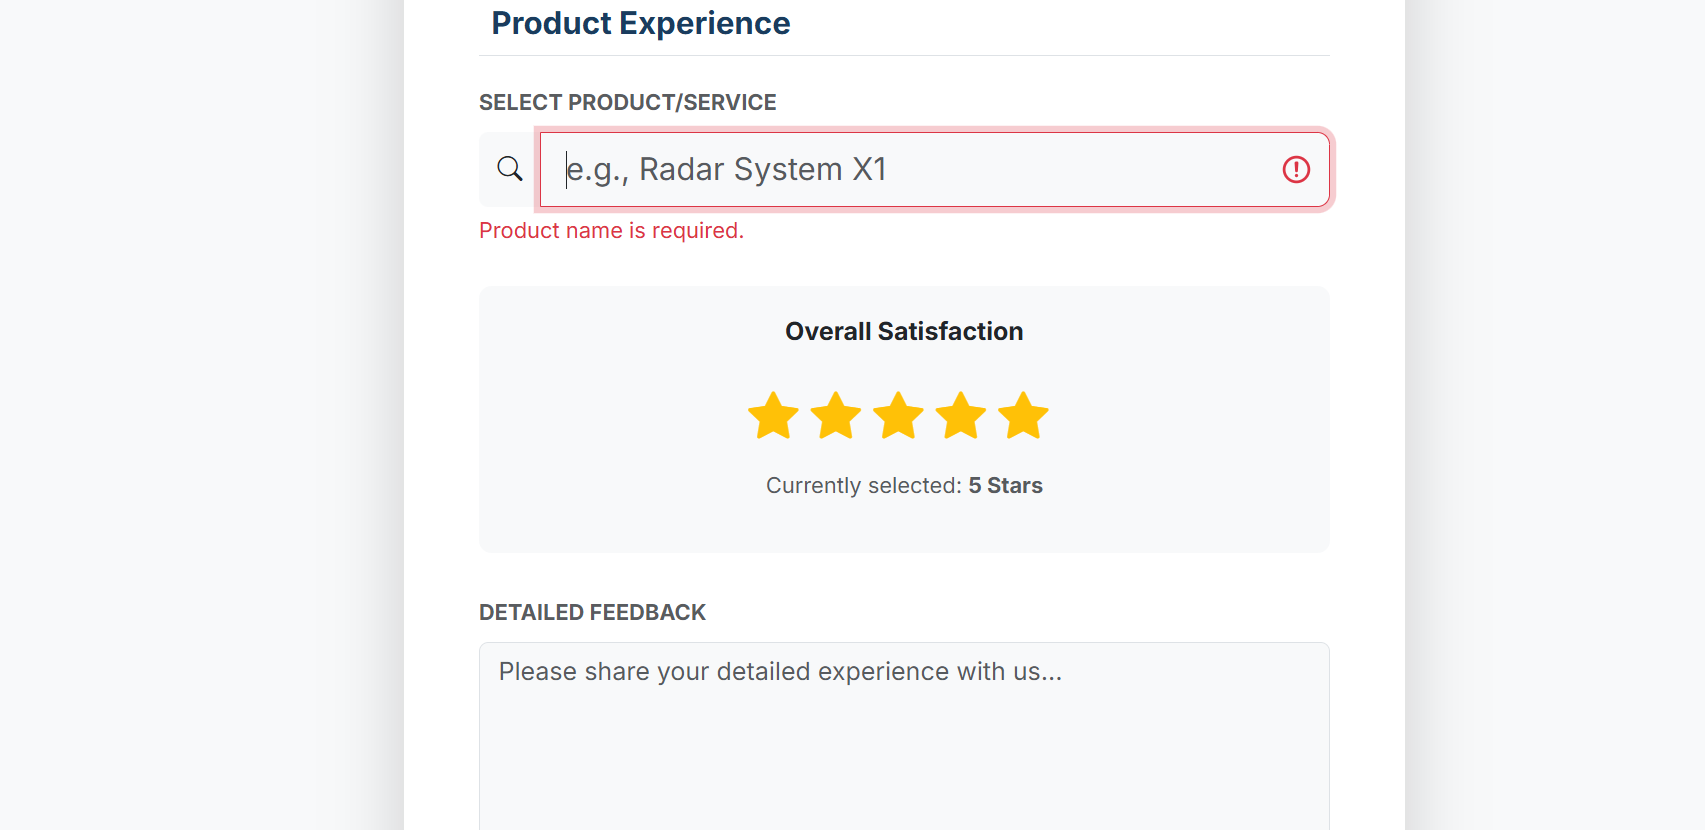 Product Experience
SELECT PRODUCT/SERVICE
e.g., Radar System X1
Product name is required.
Overall Satisfaction
Currently selected: 5 Stars
DETAILED FEEDBACK
Please share your detailed experience with us...